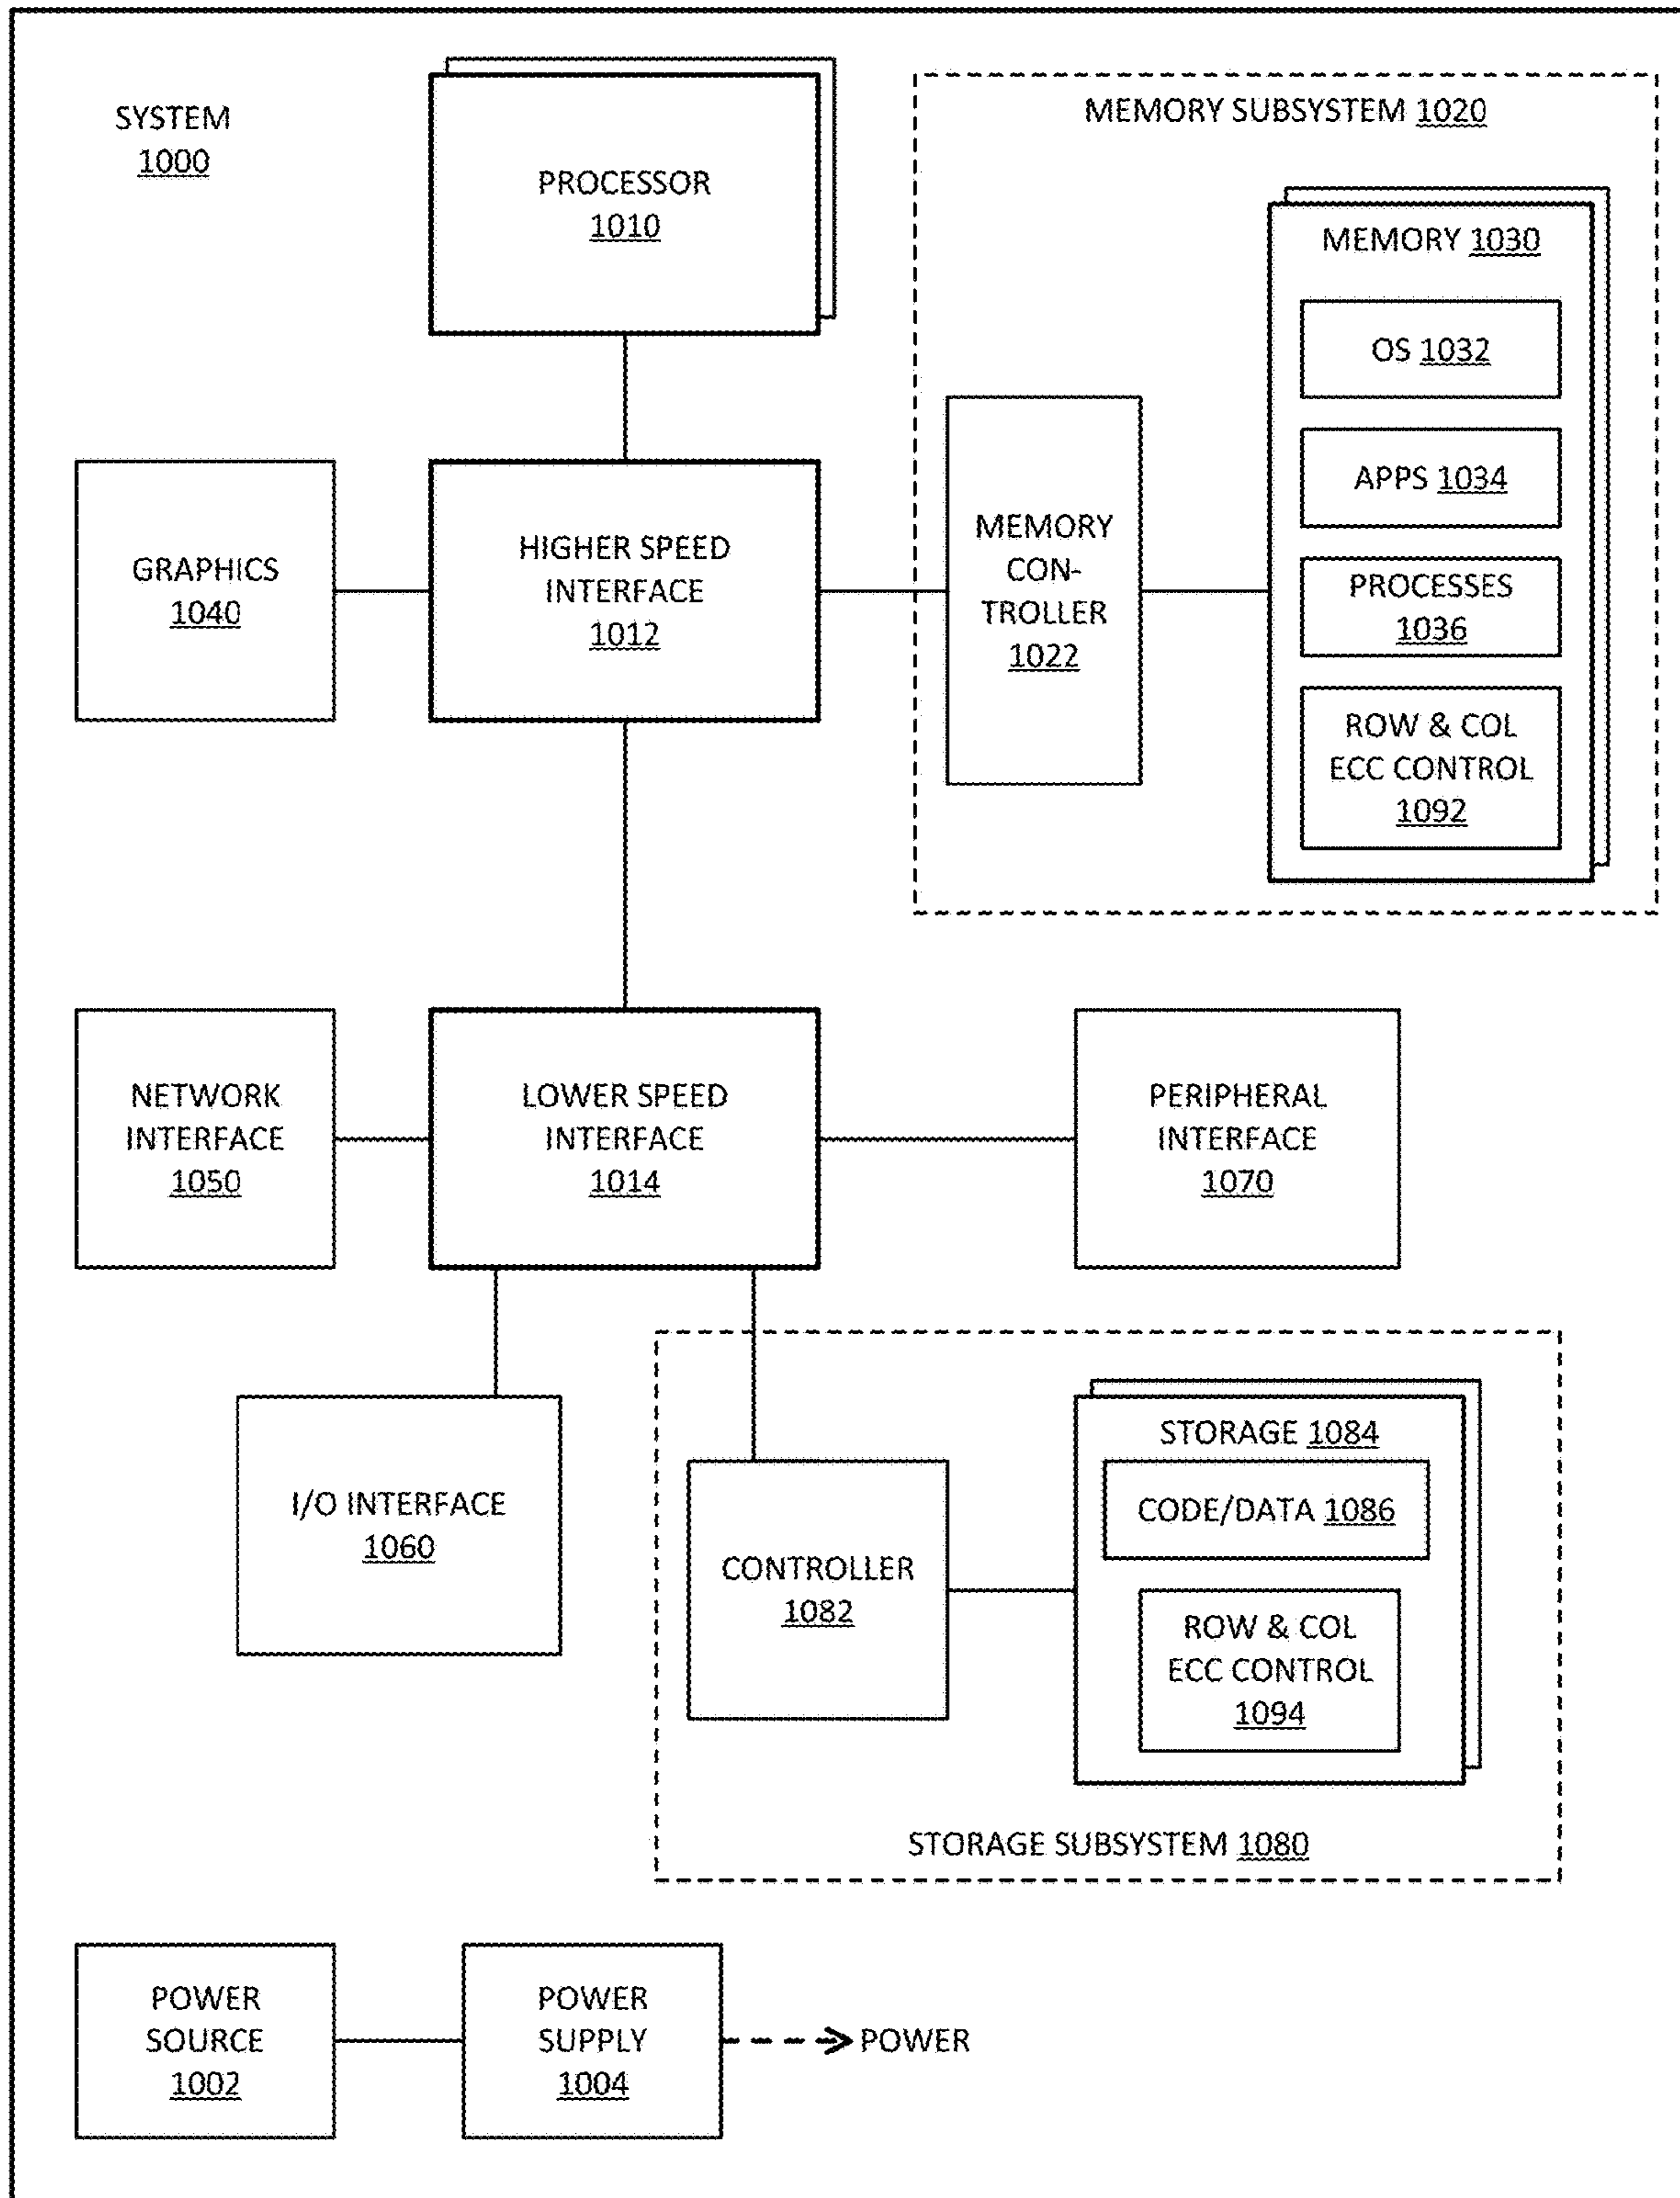 SYSTEM
1000
PROCESSOR
1010
MEMORY SUBSYSTEM 1020
MEMORY 1030
OS 1032
APPS 1034
PROCESSES
1036
ROW & COL
ECC CONTROL
1092
MEMORY
CON-
TROLLER
1022
GRAPHICS
1040
HIGHER SPEED
INTERFACE
1012
NETWORK
INTERFACE
1050
LOWER SPEED
INTERFACE
1014
PERIPHERAL
INTERFACE
1070
I/O INTERFACE
1060
CONTROLLER
1082
STORAGE 1084
CODE/DATA 1086
ROW & COL
ECC CONTROL
1094
STORAGE SUBSYSTEM 1080
POWER
SOURCE
1002
POWER
SUPPLY
1004
POWER